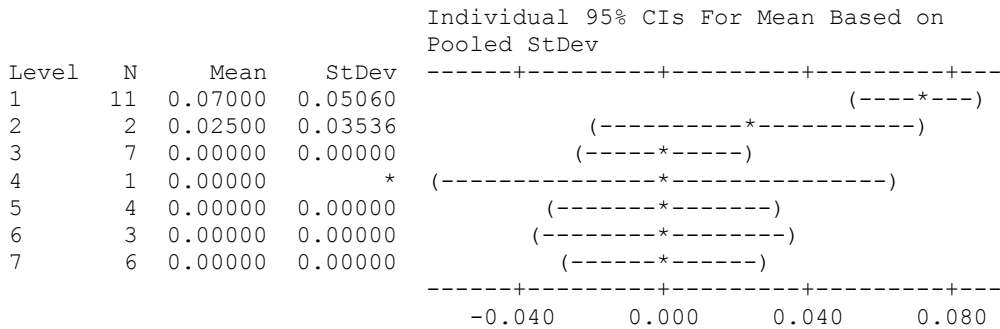 Individual 95% CIs For Mean Based on
                             Pooled StDev
Level   N     Mean    StDev  ------+---------+---------+---------+---
1      11  0.07000  0.05060                               (----*---)
2       2  0.02500  0.03536             (----------*-----------)
3       7  0.00000  0.00000            (-----*-----)
4       1  0.00000        *  (---------------*---------------)
5       4  0.00000  0.00000          (-------*-------)
6       3  0.00000  0.00000         (--------*--------)
7       6  0.00000  0.00000           (------*------)
                             ------+---------+---------+---------+---
                                -0.040     0.000     0.040     0.080